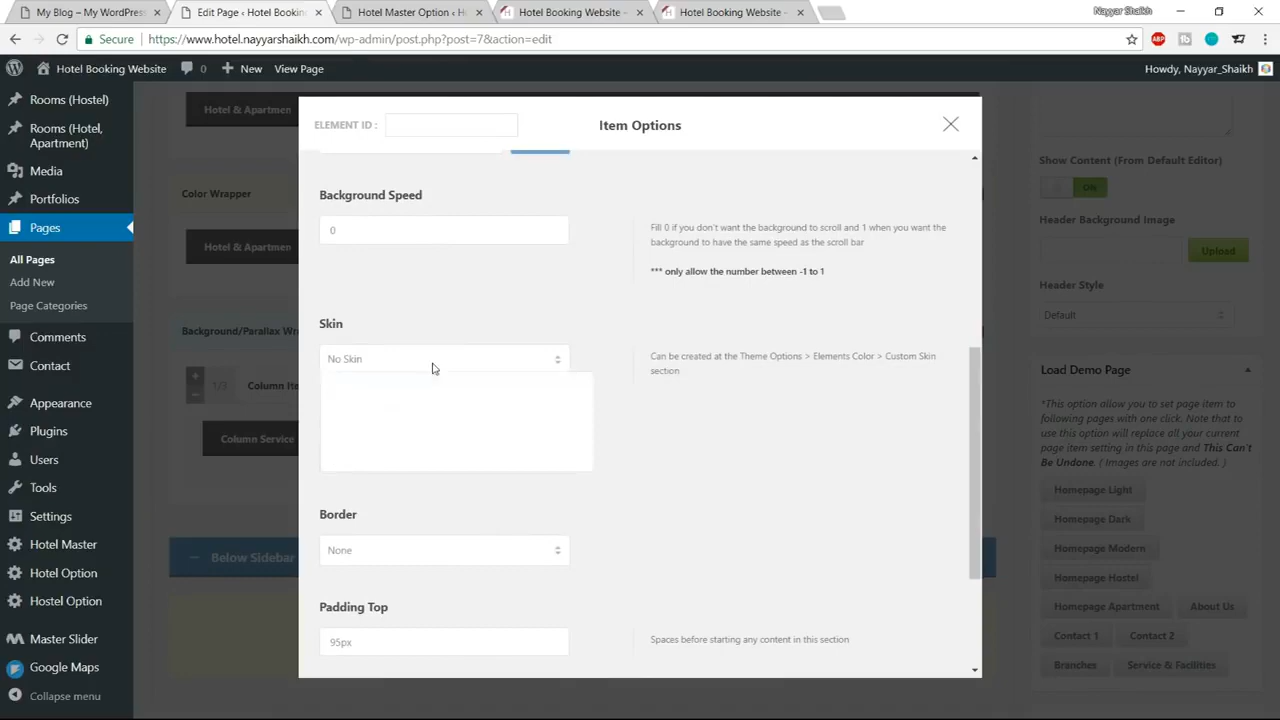 My Blog – My WordPress
Edit Page ‹ Hotel Bookin
Hotel Master Option ‹ H
Hotel Booking Website -
Hotel Booking Website -
Nayyar Shaikh
Secure
https://www.hotel.nayyarshaikh.com/wp-admin/post.php?post=7&action=edit
ABP
Hotel Booking Website
0
New
View Page
Howdy, Nayyar_Shaikh
Rooms (Hostel)
Rooms (Hotel,
Apartment)
Media
Portfolios
Pages
All Pages
Add New
Page Categories
Comments
Contact
Appearance
Plugins
Users
Tools
Settings
Hotel Master
Hotel Option
Hostel Option
Master Slider
Google Maps
Collapse menu
Hotel & Apartmen
Color Wrapper
Hotel & Apartmen
Background/Parallax Wr
1/3
Column Ite
Column Service
Below Sidebar
ELEMENT ID :
Item Options
Background Speed
0
Fill 0 if you don't want the background to scroll and 1 when you want the
background to have the same speed as the scroll bar
*** only allow the number between -1 to 1
Skin
No Skin
Can be created at the Theme Options > Elements Color > Custom Skin
section
Border
None
Padding Top
95px
Spaces before starting any content in this section
Show Content (From Default Editor)
ON
Header Background Image
Upload
Header Style
Default
Load Demo Page
*This option allow you to set page item to
following pages with one click. Note that to
use this option will replace all your current
page item setting in this page and This Can't
Be Undone. ( Images are not included. )
Homepage Light
Homepage Dark
Homepage Modern
Homepage Hostel
Homepage Apartment
About Us
Contact 1
Contact 2
Branches
Service & Facilities